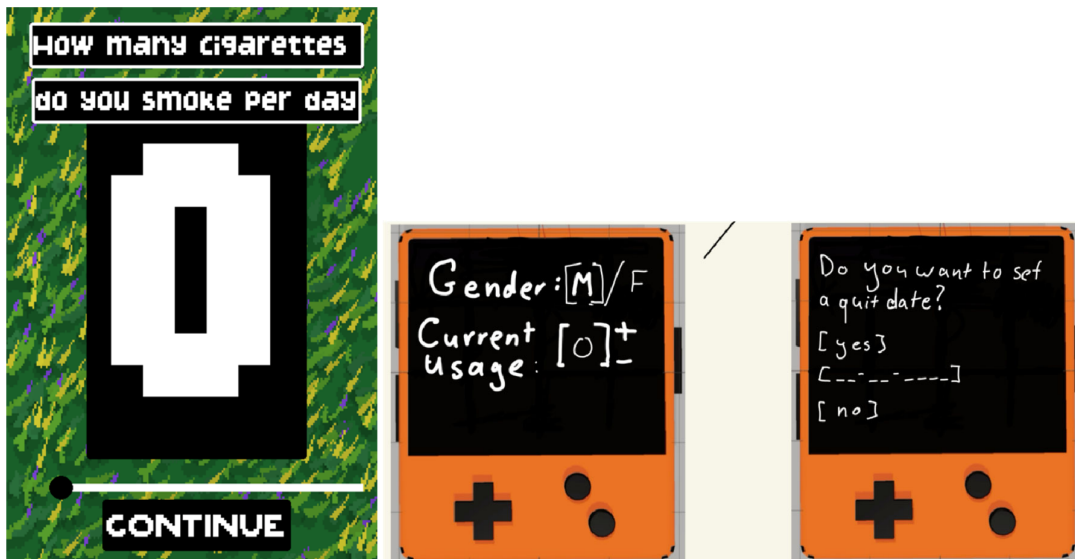 How many cigarettes
do you smoke per day
0
CONTINUE
Gender: [M]/F
Current [0]+-
usage:
Do you want to set
a quit date?
[yes]
[__-__-____]
[no]